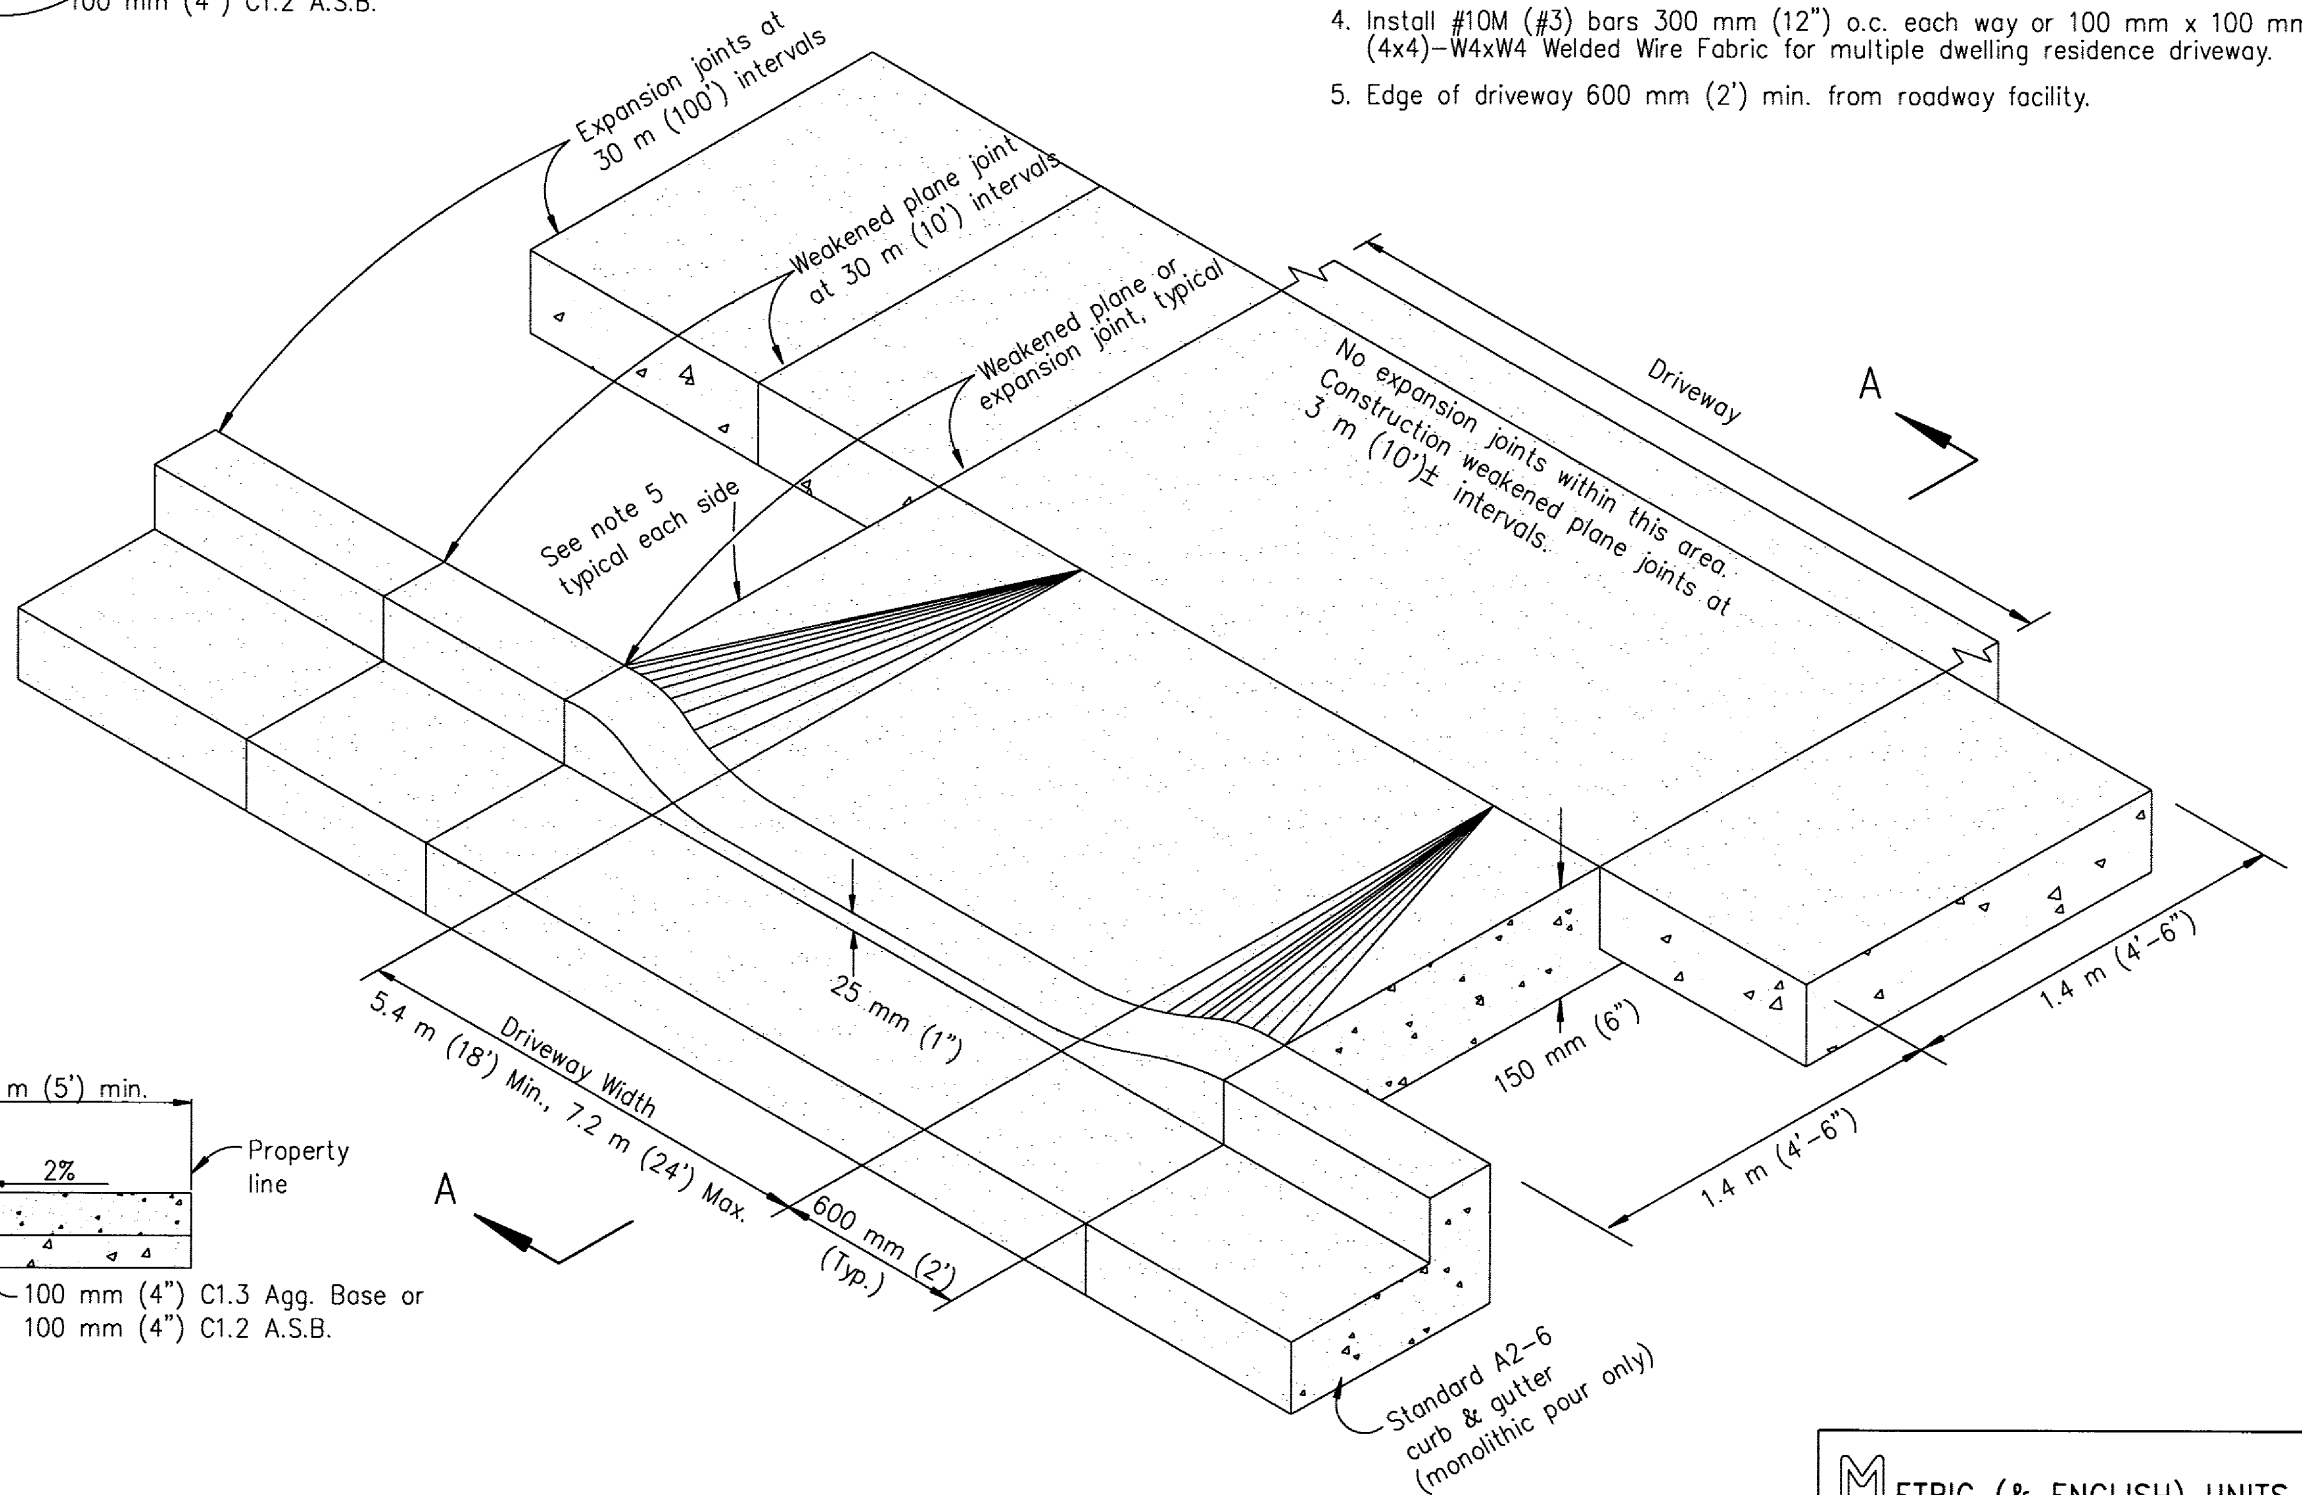 100 mm (4") C1.2 A.S.B.
4. Install #10M (#3) bars 300 mm (12") o.c. each way or 100 mm x 100 mm
(4x4)-W4xW4 Welded Wire Fabric for multiple dwelling residence driveway.
5. Edge of driveway 600 mm (2') min. from roadway facility.
Expansion joints at
30 m (100') intervals
Weakened plane joint
at 30 m (10') intervals
Weakened plane or
expansion joint, typical
No expansion joints within this area.
Construction weakened plane joints at
3 m (10')± intervals.
Driveway
A
See note 5
typical each side
25 mm (1")
Driveway Width
5.4 m (18') Min., 7.2 m (24') Max.
600 mm (2')
(Typ.)
150 mm (6")
1.4 m (4'-6")
1.4 m (4'-6")
m (5') min.
Property
line
2%
A
100 mm (4") C1.3 Agg. Base or
100 mm (4") C1.2 A.S.B.
Standard A2-6
curb & gutter
(monolithic pour only)
METRIC (& ENGLISH) UNITS